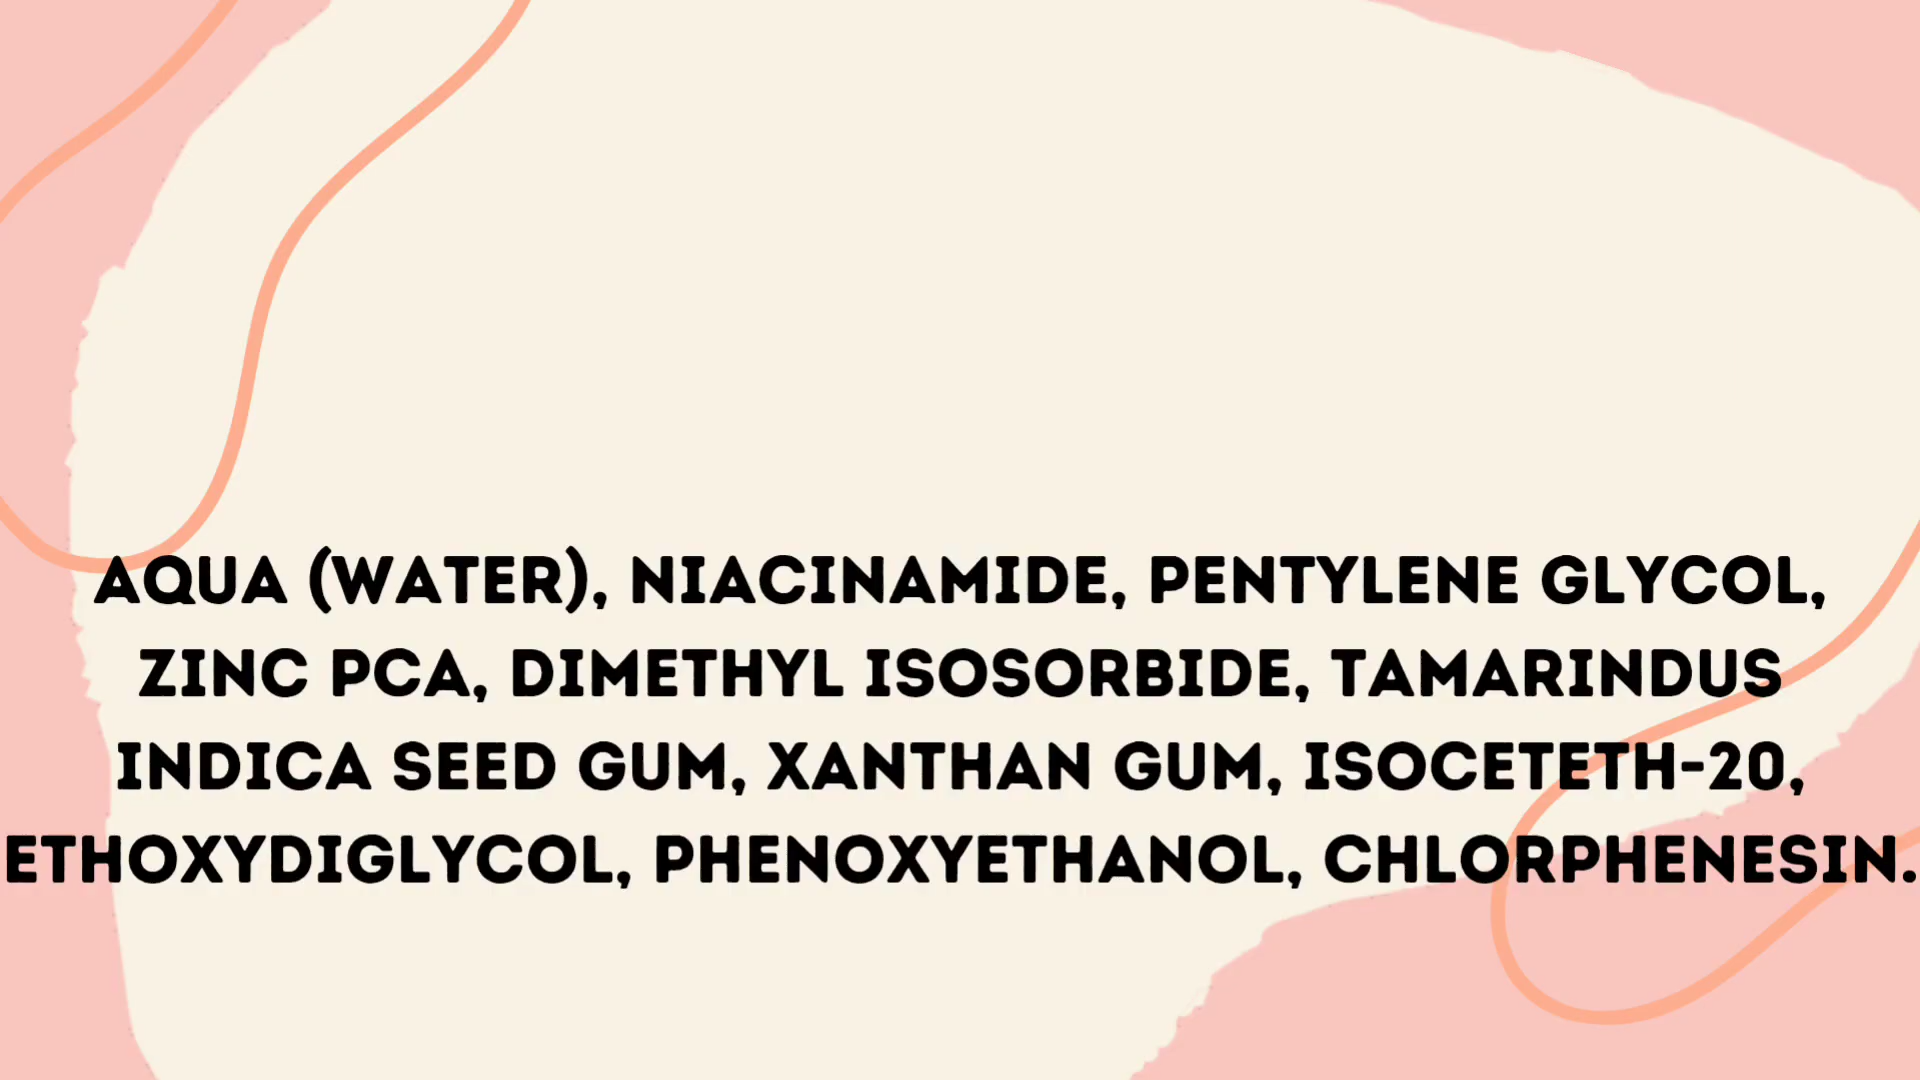 AQUA (WATER), NIACINAMIDE, PENTYLENE GLYCOL,
ZINC PCA, DIMETHYL ISOSORBIDE, TAMARINDUS
INDICA SEED GUM, XANTHAN GUM, ISOCETETH-20,
ETHOXYDIGLYCOL, PHENOXYETHANOL, CHLORPHENESIN.